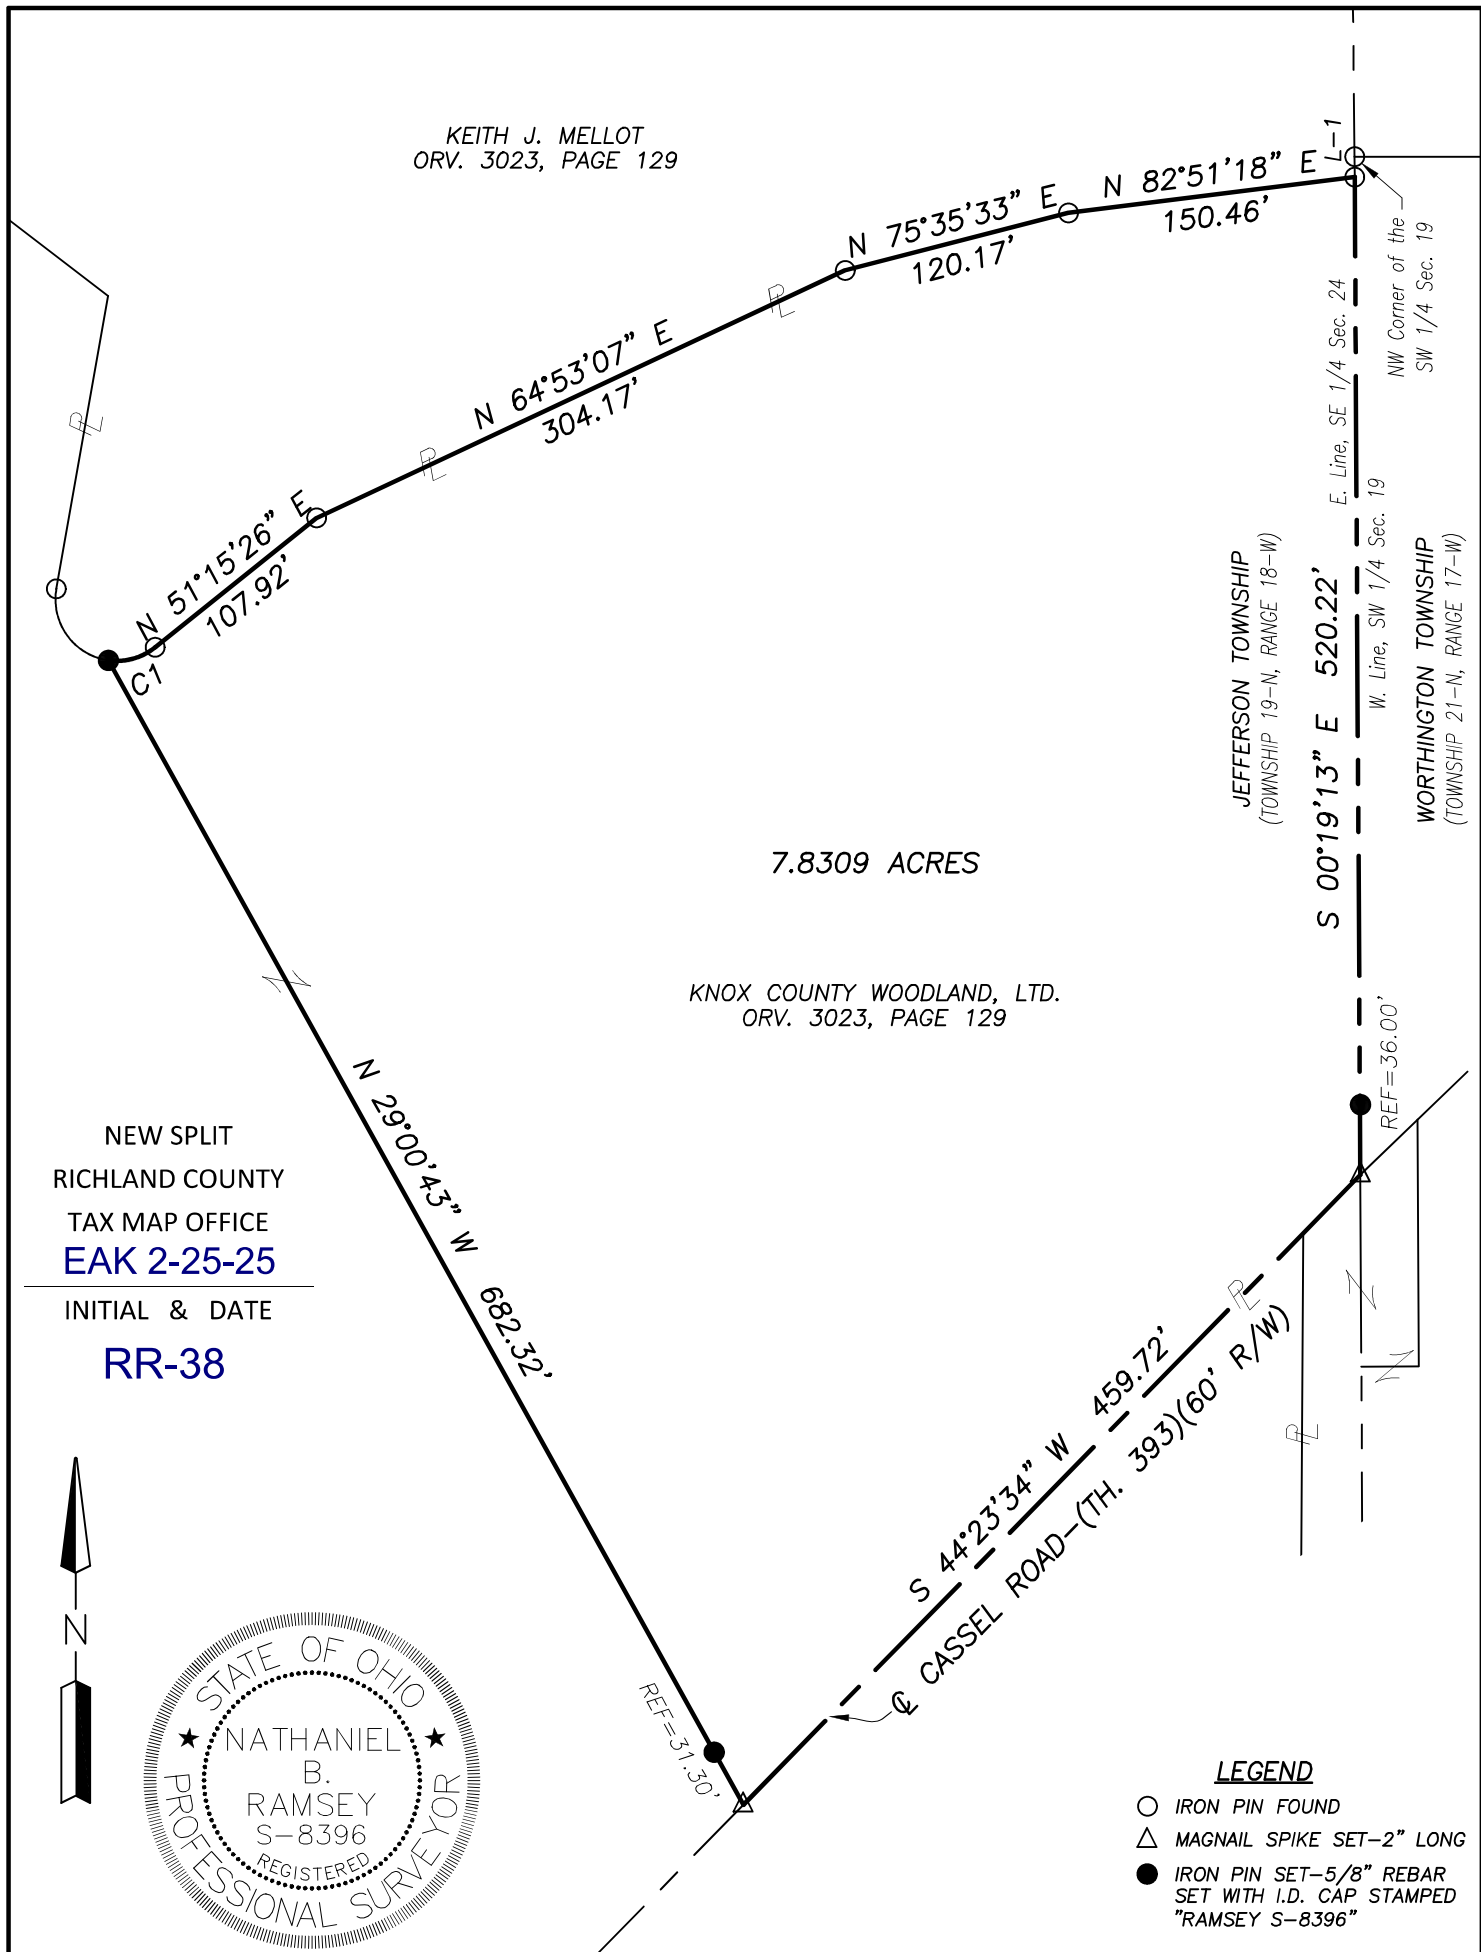 KEITH J. MELLOT
ORV. 3023, PAGE 129
L-1
N 82°51'18" E
150.46'
N 75°35'33" E
120.17'
NW Corner of the
SW 1/4 Sec. 19
N 64°53'07" E
304.17'
E. Line, SE 1/4 Sec. 24
W. Line, SW 1/4 Sec. 19
N 51°15'26" E
107.92'
C1
JEFFERSON TOWNSHIP
(TOWNSHIP 19-N, RANGE 18-W)
S 00°19'13" E 520.22'
WORTHINGTON TOWNSHIP
(TOWNSHIP 21-N, RANGE 17-W)
7.8309 ACRES
KNOX COUNTY WOODLAND, LTD.
ORV. 3023, PAGE 129
REF=36.00'
N 29°00'43" W 682.32'
NEW SPLIT
RICHLAND COUNTY
TAX MAP OFFICE
EAK 2-25-25
INITIAL & DATE
RR-38
S 44°23'34" W 459.72'
CASSEL ROAD-(TH. 393)(60' R/W)
REF=31.30'
N
STATE OF OHIO
NATHANIEL
B.
RAMSEY
S-8396
REGISTERED
PROFESSIONAL SURVEYOR
LEGEND
IRON PIN FOUND
MAGNAIL SPIKE SET-2" LONG
IRON PIN SET-5/8" REBAR
SET WITH I.D. CAP STAMPED
"RAMSEY S-8396"